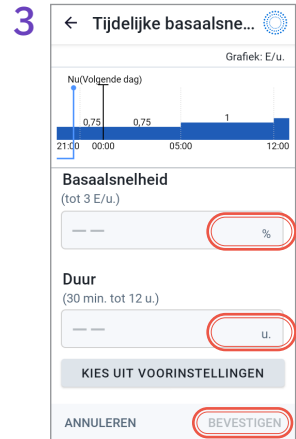 3
← Tijdelijke basaalsne...
Grafiek: E/u.
Nu(Volgende dag)
0,75 0,75 1
21:00 00:00 05:00 12:00
Basaalsnelheid
(tot 3 E/u.)
—— %
Duur
(30 min. tot 12 u.)
—— u.
KIES UIT VOORINSTELLINGEN
ANNULEREN BEVESTIGEN